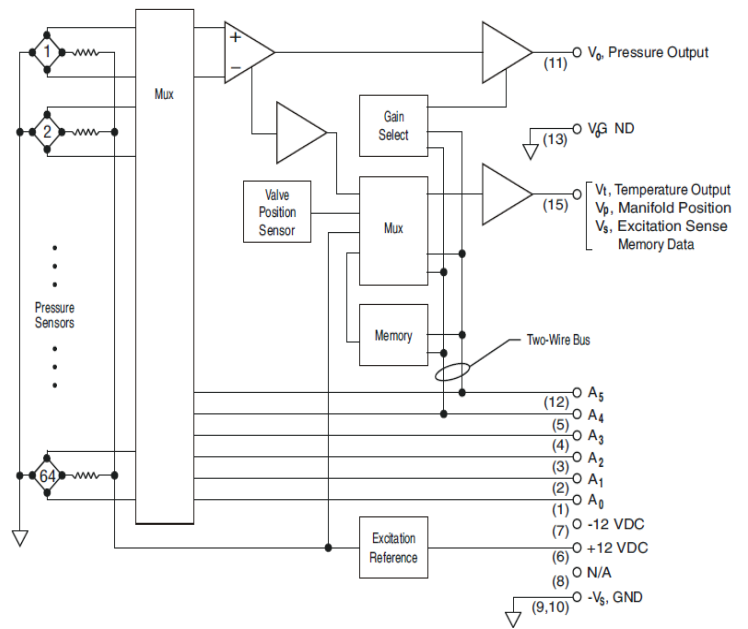 1
2
64
Mux
+
−
(11) Vo, Pressure Output
Gain
Select
(13) VoG ND
Valve
Position
Sensor
Mux
(15)
Vt, Temperature Output
Vp, Manifold Position
Vs, Excitation Sense
Memory Data
Pressure
Sensors
Memory
Two-Wire Bus
(12) A5
(5) A4
(4) A3
(3) A2
(2) A1
(1) A0
(7) -12 VDC
Excitation
Reference
(6) +12 VDC
(8) N/A
(9,10) -Vs, GND